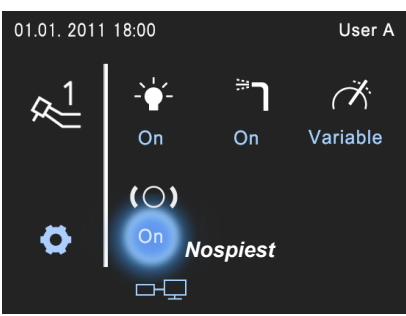 01.01. 2011 18:00 User A
1
On On Variable
On
Nospiest